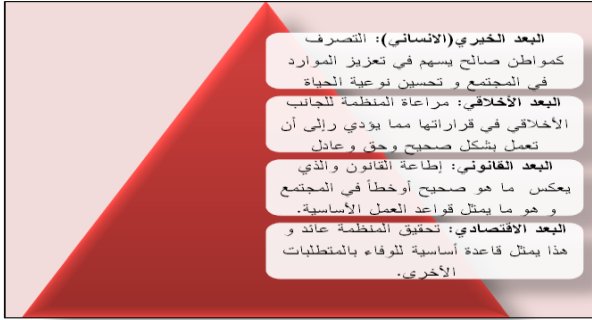 البعد الخيري(الانساني): التصرف
كمواطن صالح يسهم في تعزيز الموارد
في المجتمع و تحسين نوعية الحياة
البعد الأخلاقي: مراعاة المنظمة للجانب
الأخلاقي في قراراتها مما يؤدي رإلى أن
تعمل بشكل صحيح وحق وعادل
البعد القانوني: إطاعة القانون والذي
يعكس ما هو صحيح أوخطأ في المجتمع
و هو ما يمثل قواعد العمل الأساسية.
البعد الاقتصادي: تحقيق المنظمة عائد و
هذا يمثل قاعدة أساسية للوفاء بالمتطلبات
الأخرى.